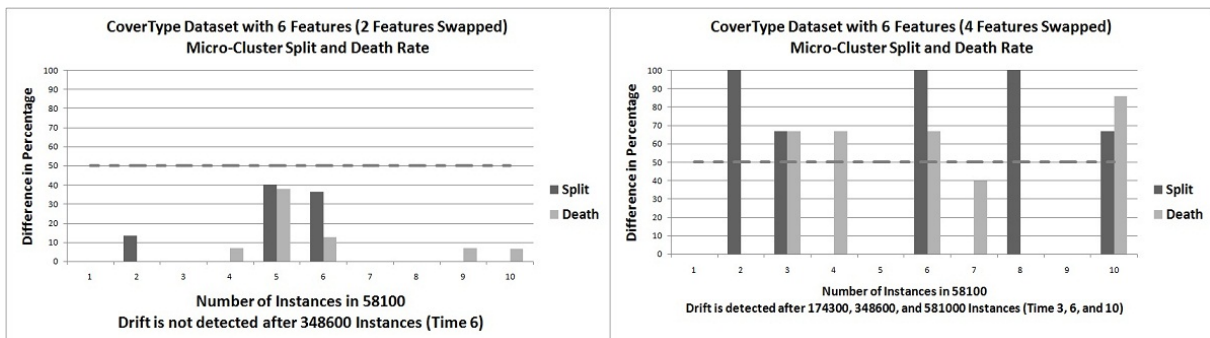 CoverType Dataset with 6 Features (2 Features Swapped)
Micro-Cluster Split and Death Rate
Difference in Percentage
100
90
80
70
60
50
40
30
20
10
0
1 2 3 4 5 6 7 8 9 10
Split
Death
Number of Instances in 58100
Drift is not detected after 348600 Instances (Time 6)
CoverType Dataset with 6 Features (4 Features Swapped)
Micro-Cluster Split and Death Rate
Difference in Percentage
100
90
80
70
60
50
40
30
20
10
0
1 2 3 4 5 6 7 8 9 10
Split
Death
Number of Instances in 58100
Drift is detected after 174300, 348600, and 581000 Instances (Time 3, 6, and 10)